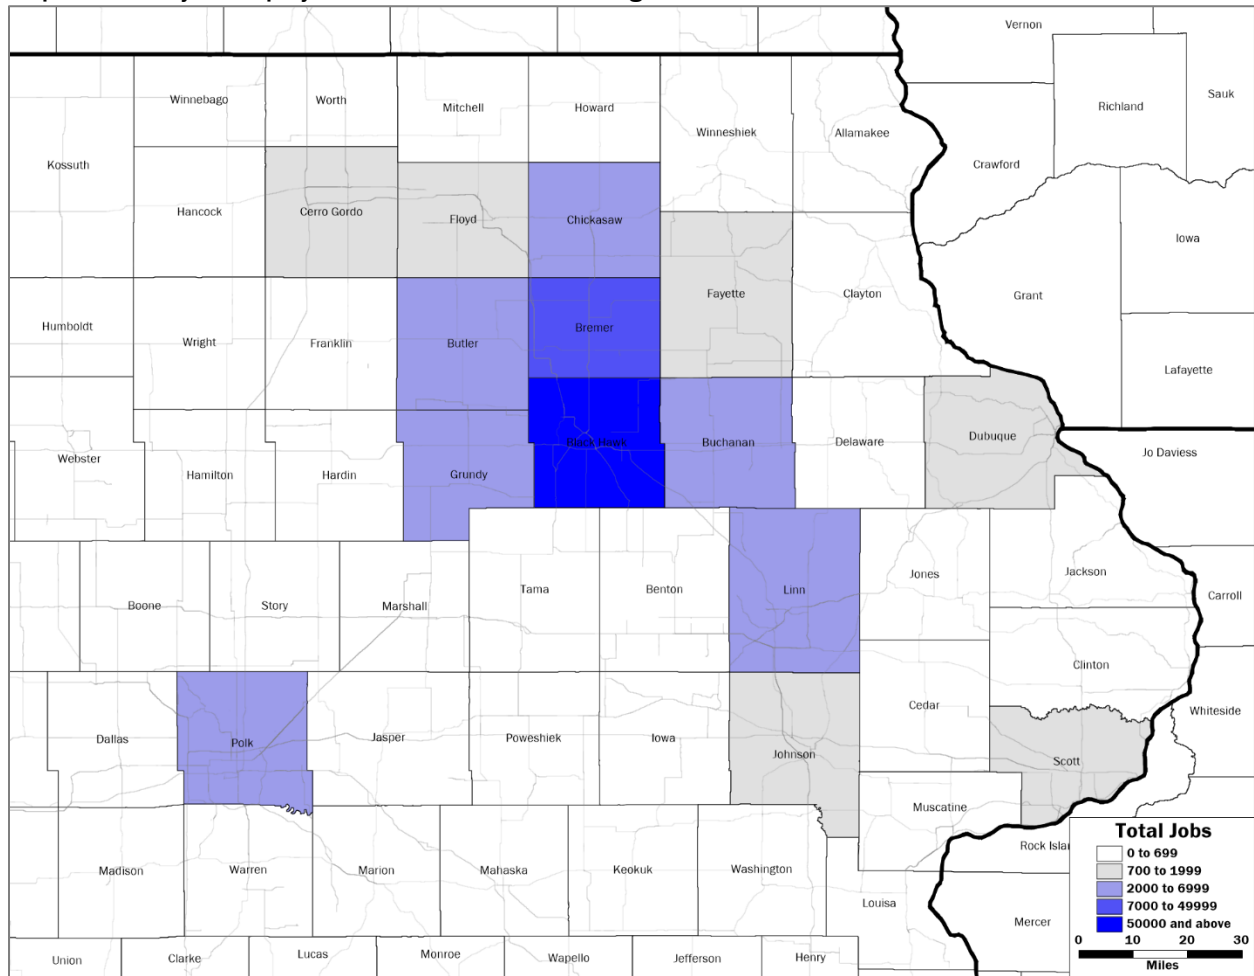 Vernon
Winnebago
Worth
Mitchell
Howard
Winneshiek
Allamakee
Richland
Sauk
Kossuth
Crawford
Hancock
Cerro Gordo
Floyd
Chickasaw
Iowa
Humboldt
Wright
Franklin
Butler
Bremer
Fayette
Clayton
Grant
Lafayette
Webster
Hamilton
Hardin
Grundy
Black Hawk
Buchanan
Delaware
Dubuque
Jo Daviess
Boone
Story
Marshall
Tama
Benton
Linn
Jones
Jackson
Carroll
Clinton
Dallas
Polk
Jasper
Poweshiek
Iowa
Johnson
Cedar
Scott
Whiteside
Muscatine
Rock Islan
Madison
Warren
Marion
Mahaska
Keokuk
Washington
Louisa
Mercer
Union
Clarke
Lucas
Monroe
Wapello
Jefferson
Henry
Total Jobs
0 to 699
700 to 1999
2000 to 6999
7000 to 49999
50000 and above
0 10 20 30
Miles